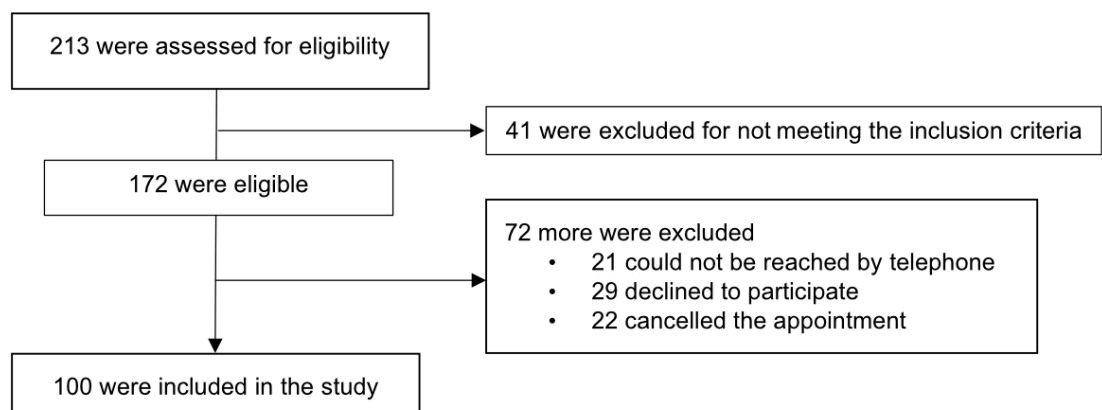 213 were assessed for eligibility
41 were excluded for not meeting the inclusion criteria
172 were eligible
72 more were excluded
• 21 could not be reached by telephone
• 29 declined to participate
• 22 cancelled the appointment
100 were included in the study